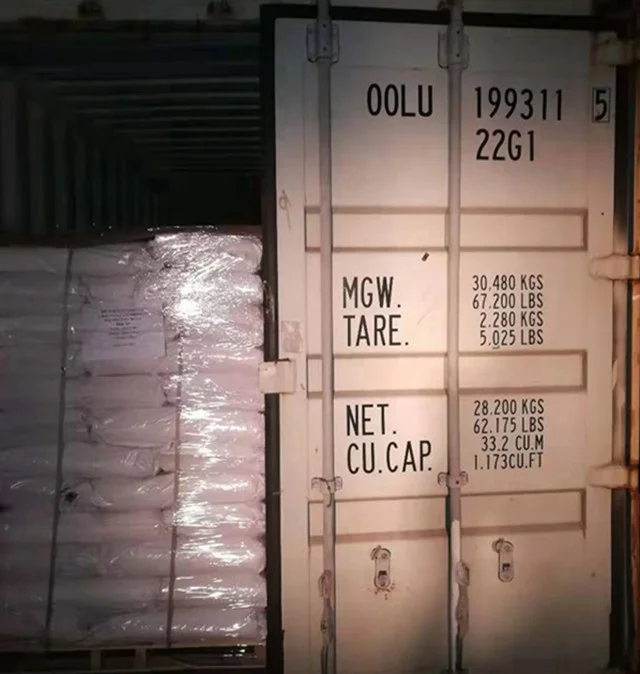 OOLU 199311 5
22G1
MGW. 30.480 KGS
67.200 LBS
TARE. 2.280 KGS
5.025 LBS
NET. 28.200 KGS
62.175 LBS
CU.CAP. 33.2 CU.M
1.173CU.FT